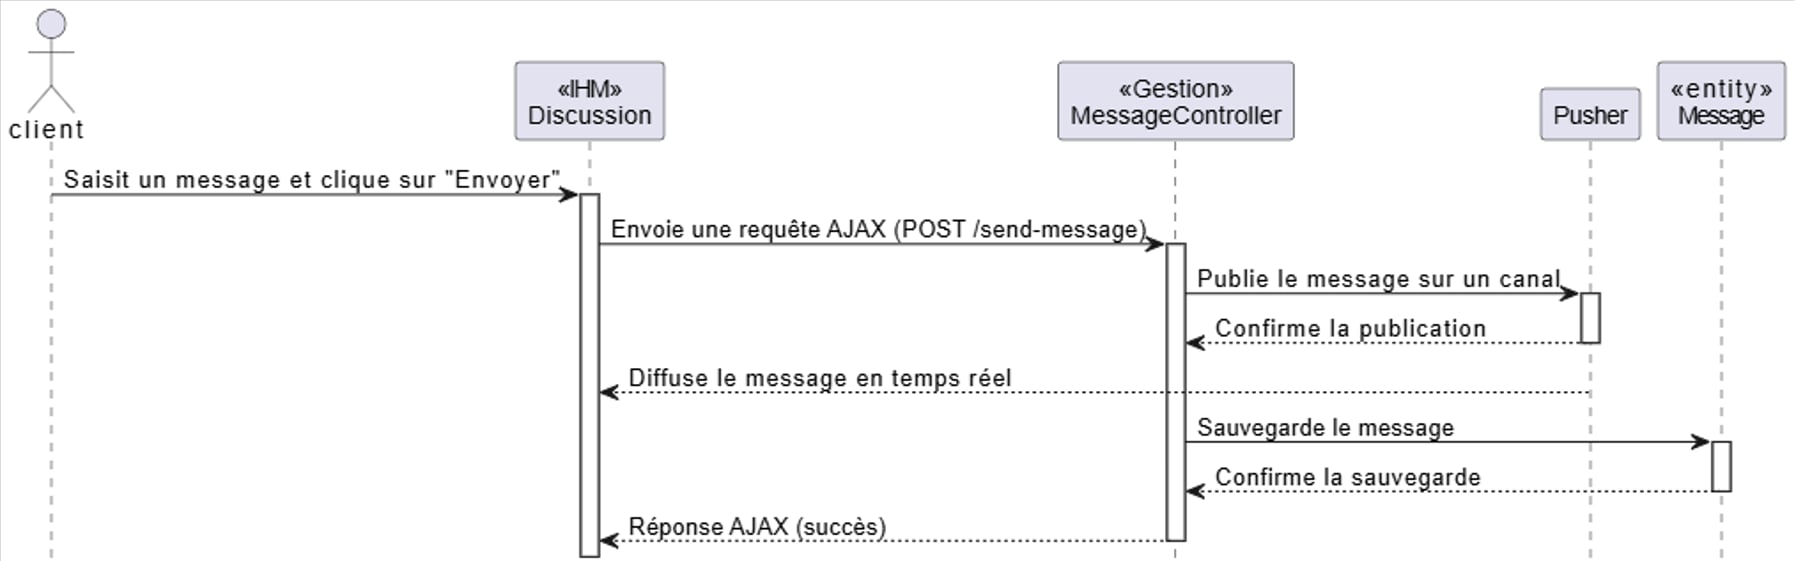 client
«IHM»
Discussion
«Gestion»
MessageController
Pusher
«entity»
Message
Saisit un message et clique sur "Envoyer"
Envoie une requête AJAX (POST /send-message)
Publie le message sur un canal
Confirme la publication
Diffuse le message en temps réel
Sauvegarde le message
Confirme la sauvegarde
Réponse AJAX (succès)